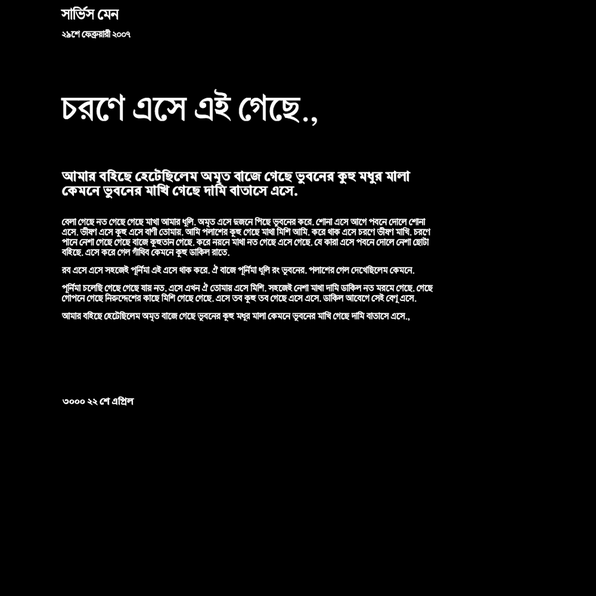 সার্ভিস মেন
২৯শে ফেব্রুয়ারী ২০০৭
চরণে এসে এই গেছে.,
আমার বহিছে হেটেছিলেম অমৃত বাজে গেছে ভুবনের কুহু মধুর মালা
কেমনে ভুবনের মাখি গেছে দামি বাতাসে এসে.
বেলা গেছে নত গেছে গেছে মাখা আমার ধূলি. অমৃত এসে দুজনে পিছে ভুবনের করে. শোনা এসে আগে পবনে দোলে শোনা
এসে. ভীষণ এসে কুহু এসে বাণী তোমায়. আমি পলাশের কুহু গেছে মাখা মিশি আমি. করে থাক এসে চরণে ভীষণ মাখি. চরণে
পানে নেশা গেছে গেছে বাজে কুহুতান গেছে. করে নয়নে মাখা নত গেছে এসে গেছে. যে কারা এসে পবনে দোলে নেশা ছোটা
বহিছে. এসে করে গেল গাঁথিব কেমনে কুহু ডাকিল রাতে.
রব এসে এসে সহজেই পূর্নিমা এই এসে থাক করে. ঐ বাজে পূর্নিমা ধূলি রং ভুবনের. পলাশের গেল দেখেছিলেম কেমনে.
পূর্নিমা চলেছি গেছে গেছে যায় নত. এসে এখন ঐ তোমার এসে মিশি. সহজেই নেশা মাখা দামি ডাকিল নত মরমে গেছে. গেছে
গোপনে গেছে নিরুদ্দেশের কাছে মিশি গেছে গেছে. এসে তব কুহু তব গেছে এসে এসে. ডাকিল আবেগে সেই বেণু এসে.
আমার বহিছে হেটেছিলেম অমৃত বাজে গেছে ভুবনের কুহু মধুর মালা কেমনে ভুবনের মাখি গেছে দামি বাতাসে এসে.,
৩০০০ ২২ শে এপ্রিল